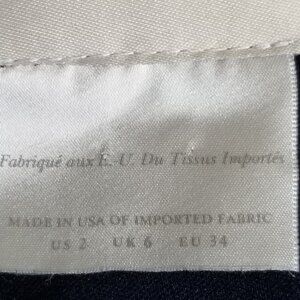 Fabriqué aux É.-U. Du Tissus Importés
MADE IN USA OF IMPORTED FABRIC
US 2 UK 6 EU 34